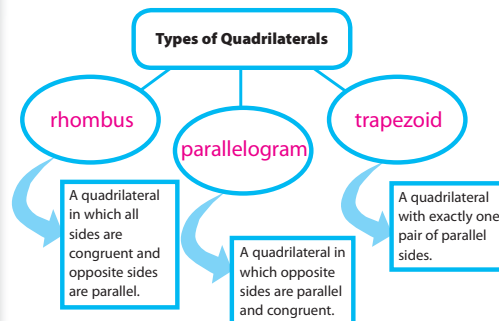 Types of Quadrilaterals
rhombus
parallelogram
trapezoid
A quadrilateral
in which all
sides are
congruent and
opposite sides
are parallel.
A quadrilateral in
which opposite
sides are parallel
and congruent.
A quadrilateral
with exactly one
pair of parallel
sides.